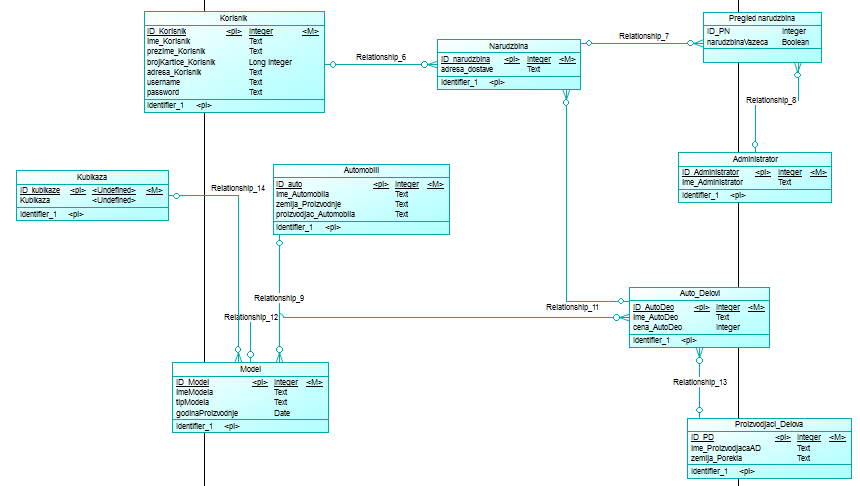 Korisnik
ID_Korisnik <pi> Integer <M>
ime_Korisnik Text
prezime_Korisnik Text
brojKartice_Korisnik Long integer
adresa_Korisnik Text
username Text
password Text
Identifier_1 <pi>
Relationship_6
Narudzbina
ID_narudzbina <pi> Integer <M>
adresa_dostave Text
Identifier_1 <pi>
Relationship_7
Pregled narudzbina
ID_PN Integer
narudzbinaVazeca Boolean
Relationship_8
Administrator
ID_Administrator <pi> Integer <M>
Ime_Administrator Text
Identifier_1 <pi>
Kubikaza
ID_kubikaze <pi> <Undefined> <M>
Kubikaza <Undefined>
Identifier_1 <pi>
Relationship_14
Automobili
ID_auto <pi> Integer <M>
ime_Automobila Text
zemlja_Proizvodnje Text
proizvodjac_Automobila Text
Identifier_1 <pi>
Relationship_9
Relationship_12
Relationship_11
Auto_Delovi
ID_AutoDeo <pi> Integer <M>
Ime_AutoDeo Text
cena_AutoDeo Integer
Identifier_1 <pi>
Model
ID_Model <pi> Integer <M>
imeModela Text
tipModela Text
godinaProizvodnje Date
Identifier_1 <pi>
Relationship_13
Proizvodjaci_Delova
ID_PD <pi> Integer <M>
Ime_ProizvodjacaAD Text
zemlja_Porekla Text
Identifier_1 <pi>